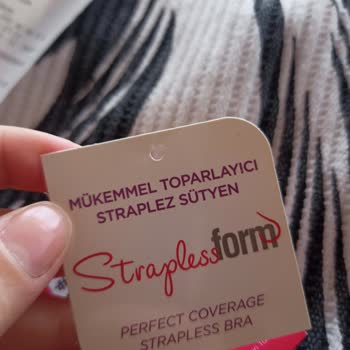 MÜKEMMEL TOPARLAYICI
STRAPLEZ SÜTYEN
Straplessform
PERFECT COVERAGE
STRAPLESS BRA